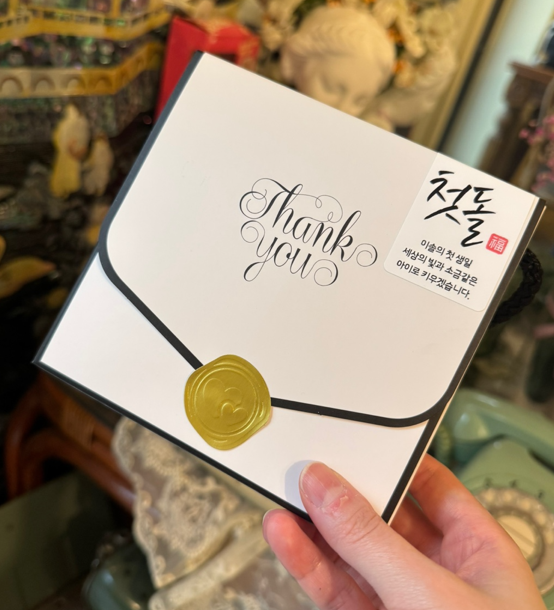 Thank
you
첫돌
福
이솔의 첫 생일
세상의 빛과 소금같은
아이로 키우겠습니다.